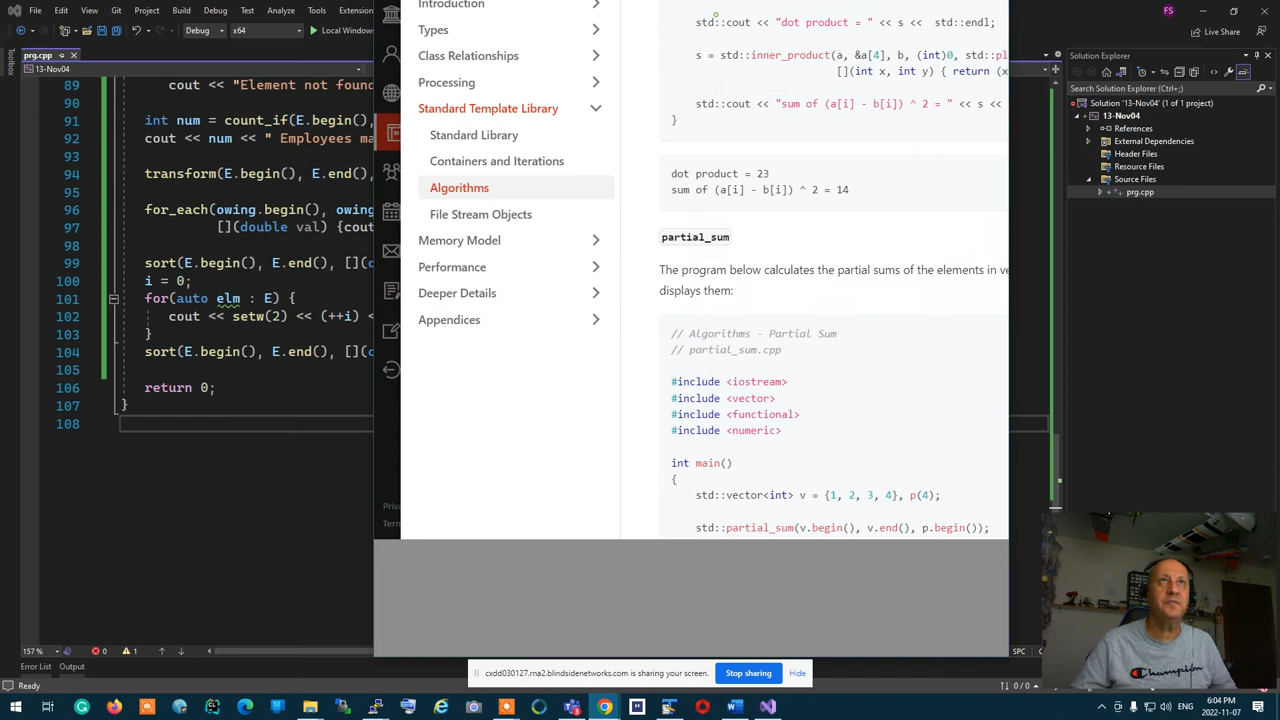 File Edit View Git Project Build Debug Test Analyze Tools
FS
prg.cpp
Debug x64 Local Windows
Live Share
13-Nov04
89 cout << "Element not foun
90
91 int num = count_if(E.begin(),
92 cout << num << " Employees ma
93
94 transform(E.begin(), E.end(),
95
96 for_each(owing.begin(), owing
97 [](double val) {cout
98
99 sort(E.begin(), E.end(), [](c
100 i = 0;
101 for(auto elm : E) {
102 cout << setw(2) << (++i) <
103 }
104 sort(E.begin(), E.end(), [](c
105
106 return 0;
107 }
108
157 % 0 1
Error List Output
Ready
Introduction
Types
Class Relationships
Processing
Standard Template Library
Standard Library
Containers and Iterations
Algorithms
File Stream Objects
Memory Model
Performance
Deeper Details
Appendices
Priva
Term
std::cout << "dot product = " << s << std::endl;
s = std::inner_product(a, &a[4], b, (int)0, std::pl
[](int x, int y) { return (x
std::cout << "sum of (a[i] - b[i]) ^ 2 = " << s <<
}
dot product = 23
sum of (a[i] - b[i]) ^ 2 = 14
partial_sum
The program below calculates the partial sums of the elements in ve
displays them:
// Algorithms - Partial Sum
// partial_sum.cpp
#include <iostream>
#include <vector>
#include <functional>
#include <numeric>
int main()
{
std::vector<int> v = {1, 2, 3, 4}, p(4);
std::partial_sum(v.begin(), v.end(), p.begin());
Solution Explorer
Search Solution Explorer (Ctrl+;)
Solution '13-Nov04' (1 of 1 project)
13-Nov04
References
External Dependencies
Header Files
Resource Files
Source Files
prg.cpp
SPC
0 / 0
Champion
cxdd030127.rna2.blindsidenetworks.com is sharing your screen.
Stop sharing
Hide
6:04 PM
2022-11-07